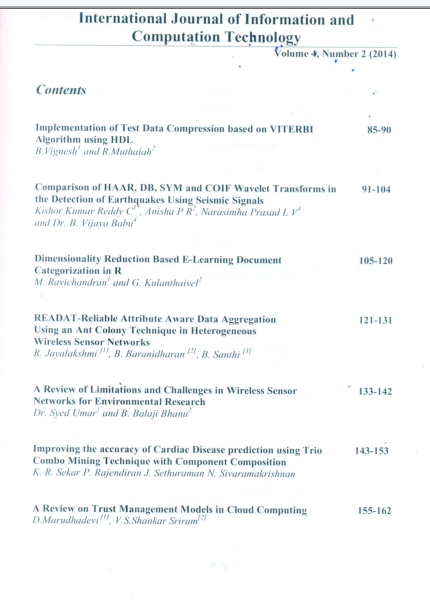 International Journal of Information and
Computation Technology
Volume 4, Number 2 (2014)
Contents
Implementation of Test Data Compression based on VITERBI 85-90
Algorithm using HDL
B.Vignesh¹ and R.Muthaiah²
Comparison of HAAR, DB, SYM and COIF Wavelet Transforms in 91-104
the Detection of Earthquakes Using Seismic Signals
Kishor Kumar Reddy C¹, Anisha P R², Narasimha Prasad L V³
and Dr. B. Vijaya Babu⁴
Dimensionality Reduction Based E-Learning Document 105-120
Categorization in R
M. Ravichandran¹ and G. Kulanthaivel²
READAT-Reliable Attribute Aware Data Aggregation 121-131
Using an Ant Colony Technique in Heterogeneous
Wireless Sensor Networks
R. Jayalakshmi [1], B. Baranidharan [2], B. Santhi [3]
A Review of Limitations and Challenges in Wireless Sensor 133-142
Networks for Environmental Research
Dr. Syed Umar¹ and B. Balaji Bhanu²
Improving the accuracy of Cardiac Disease prediction using Trio 143-153
Combo Mining Technique with Component Composition
K. R. Sekar P. Rajendiran J. Sethuraman N. Sivaramakrishnan
A Review on Trust Management Models in Cloud Computing 155-162
D.Marudhadevi [1], V.S.Shankar Sriram[2]